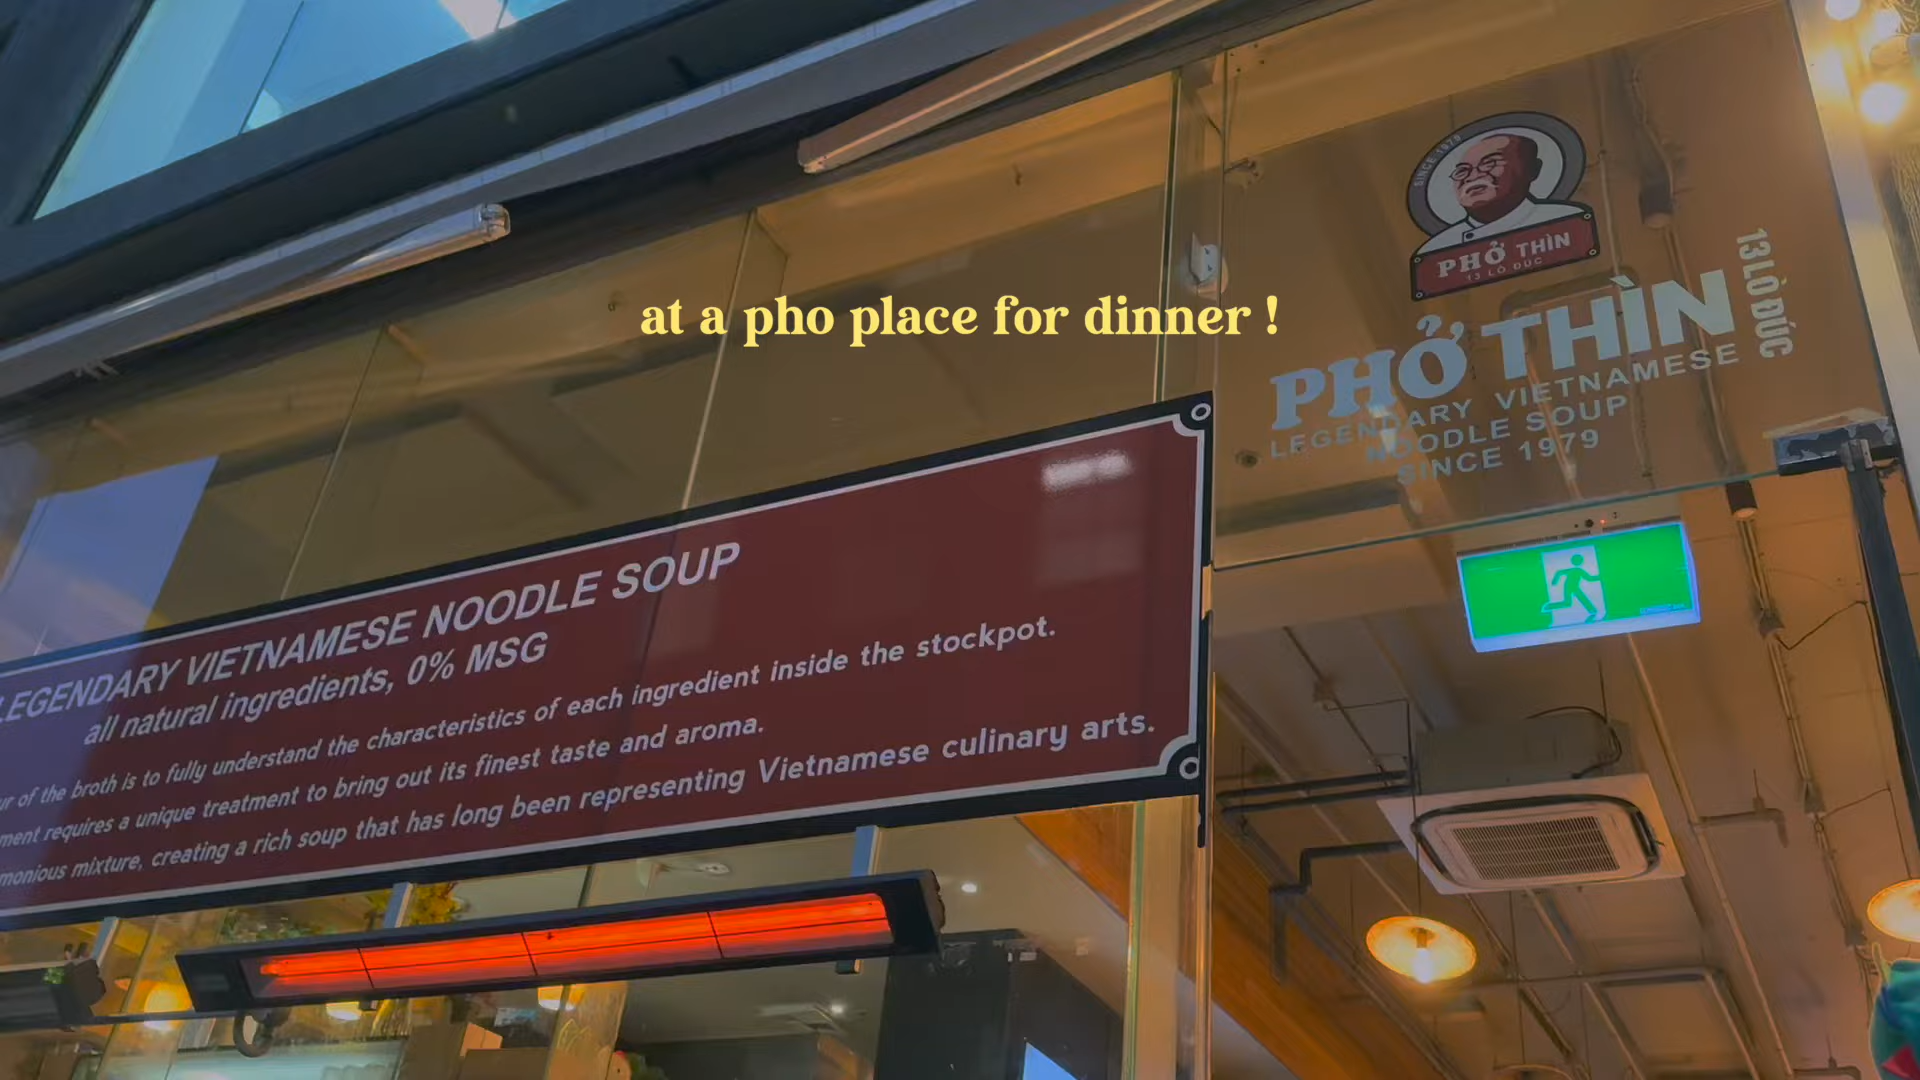 at a pho place for dinner !
SINCE 1979
PHỞ THÌN
13 LÒ ĐÚC
PHỞ THÌN
13 LÒ ĐÚC
LEGENDARY VIETNAMESE
NOODLE SOUP
SINCE 1979
LEGENDARY VIETNAMESE NOODLE SOUP
all natural ingredients, 0% MSG
of the broth is to fully understand the characteristics of each ingredient inside the stockpot.
requires a unique treatment to bring out its finest taste and aroma.
mixture, creating a rich soup that has long been representing Vietnamese culinary arts.